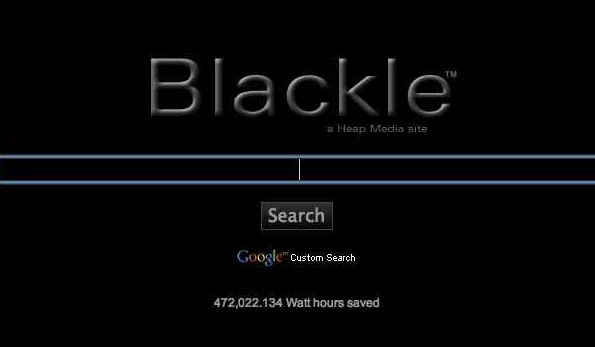 Blackle™
a Heap Media site
Search
Google™ Custom Search
472,022.134 Watt hours saved